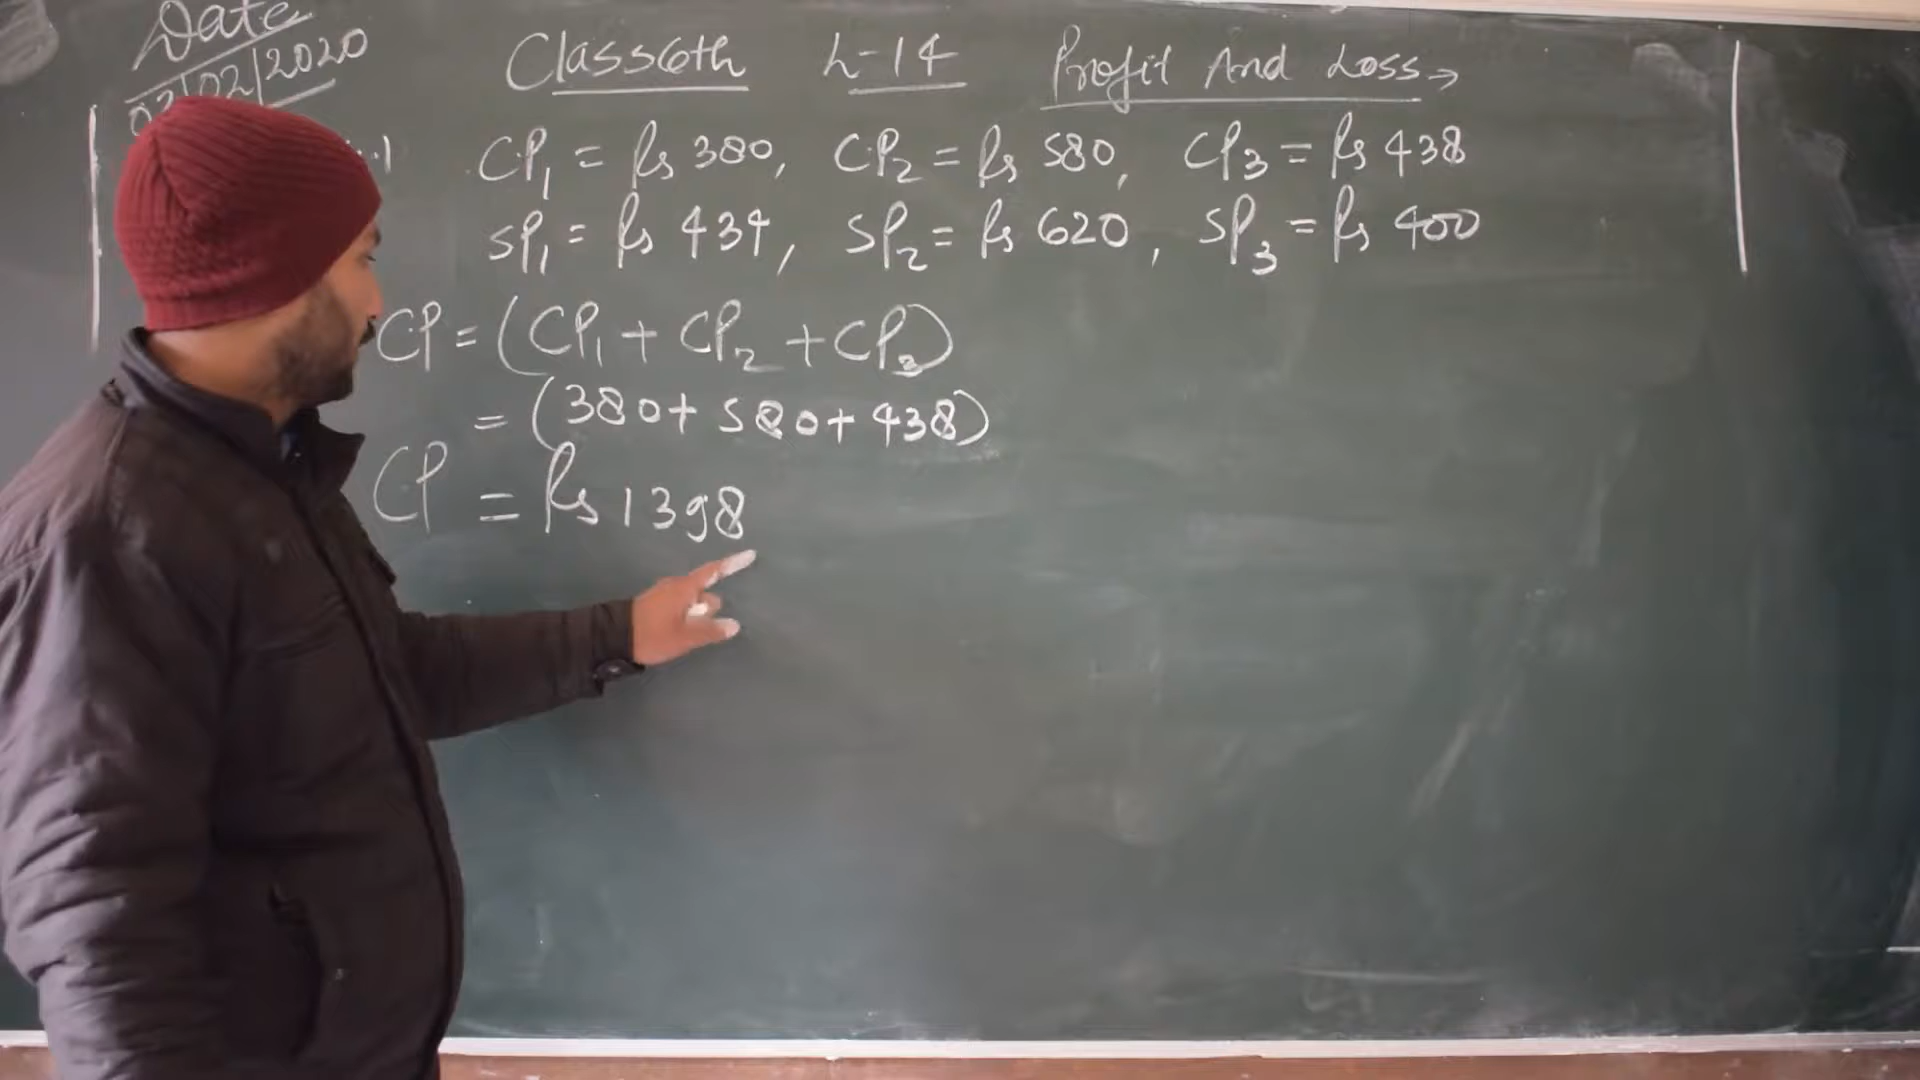 Date
02/02/2020
Class 6th L-14 Profit And Loss→
CP₁ = Rs 380, CP₂ = Rs 580, CP₃ = Rs 438
SP₁ = Rs 434, SP₂ = Rs 620, SP₃ = Rs 400
CP = (CP₁ + CP₂ + CP₃)
= (380 + 580 + 438)
CP = Rs 1398